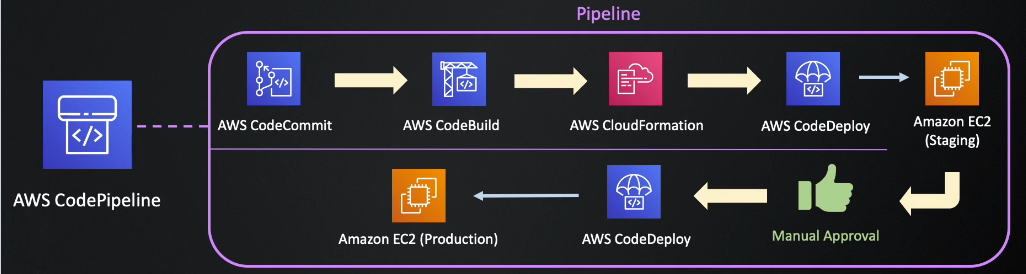 Pipeline
AWS CodePipeline
AWS CodeCommit
AWS CodeBuild
AWS CloudFormation
AWS CodeDeploy
Amazon EC2
(Staging)
Manual Approval
AWS CodeDeploy
Amazon EC2 (Production)